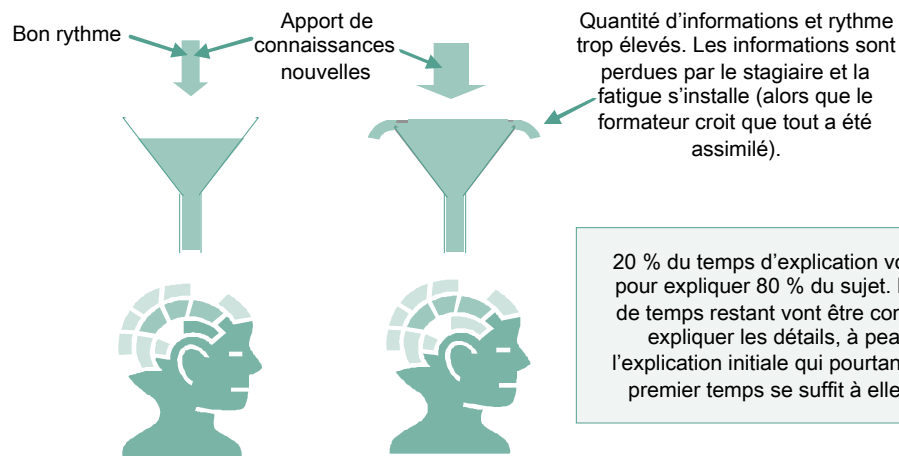 Bon rythme
Apport de
connaissances
nouvelles
Quantité d’informations et rythme
trop élevés. Les informations sont
perdues par le stagiaire et la
fatigue s’installe (alors que le
formateur croit que tout a été
assimilé).
20 % du temps d’explication
pour expliquer 80 % du sujet.
de temps restant vont être
expliquer les détails, à
l’explication initiale qui
premier temps se suffit à